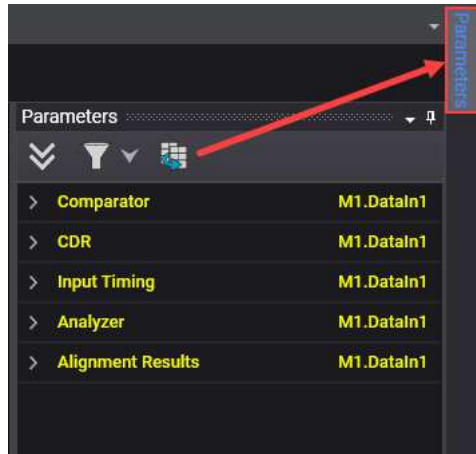 Parameters
Parameters
Comparator M1.DataIn1
CDR M1.DataIn1
Input Timing M1.DataIn1
Analyzer M1.DataIn1
Alignment Results M1.DataIn1